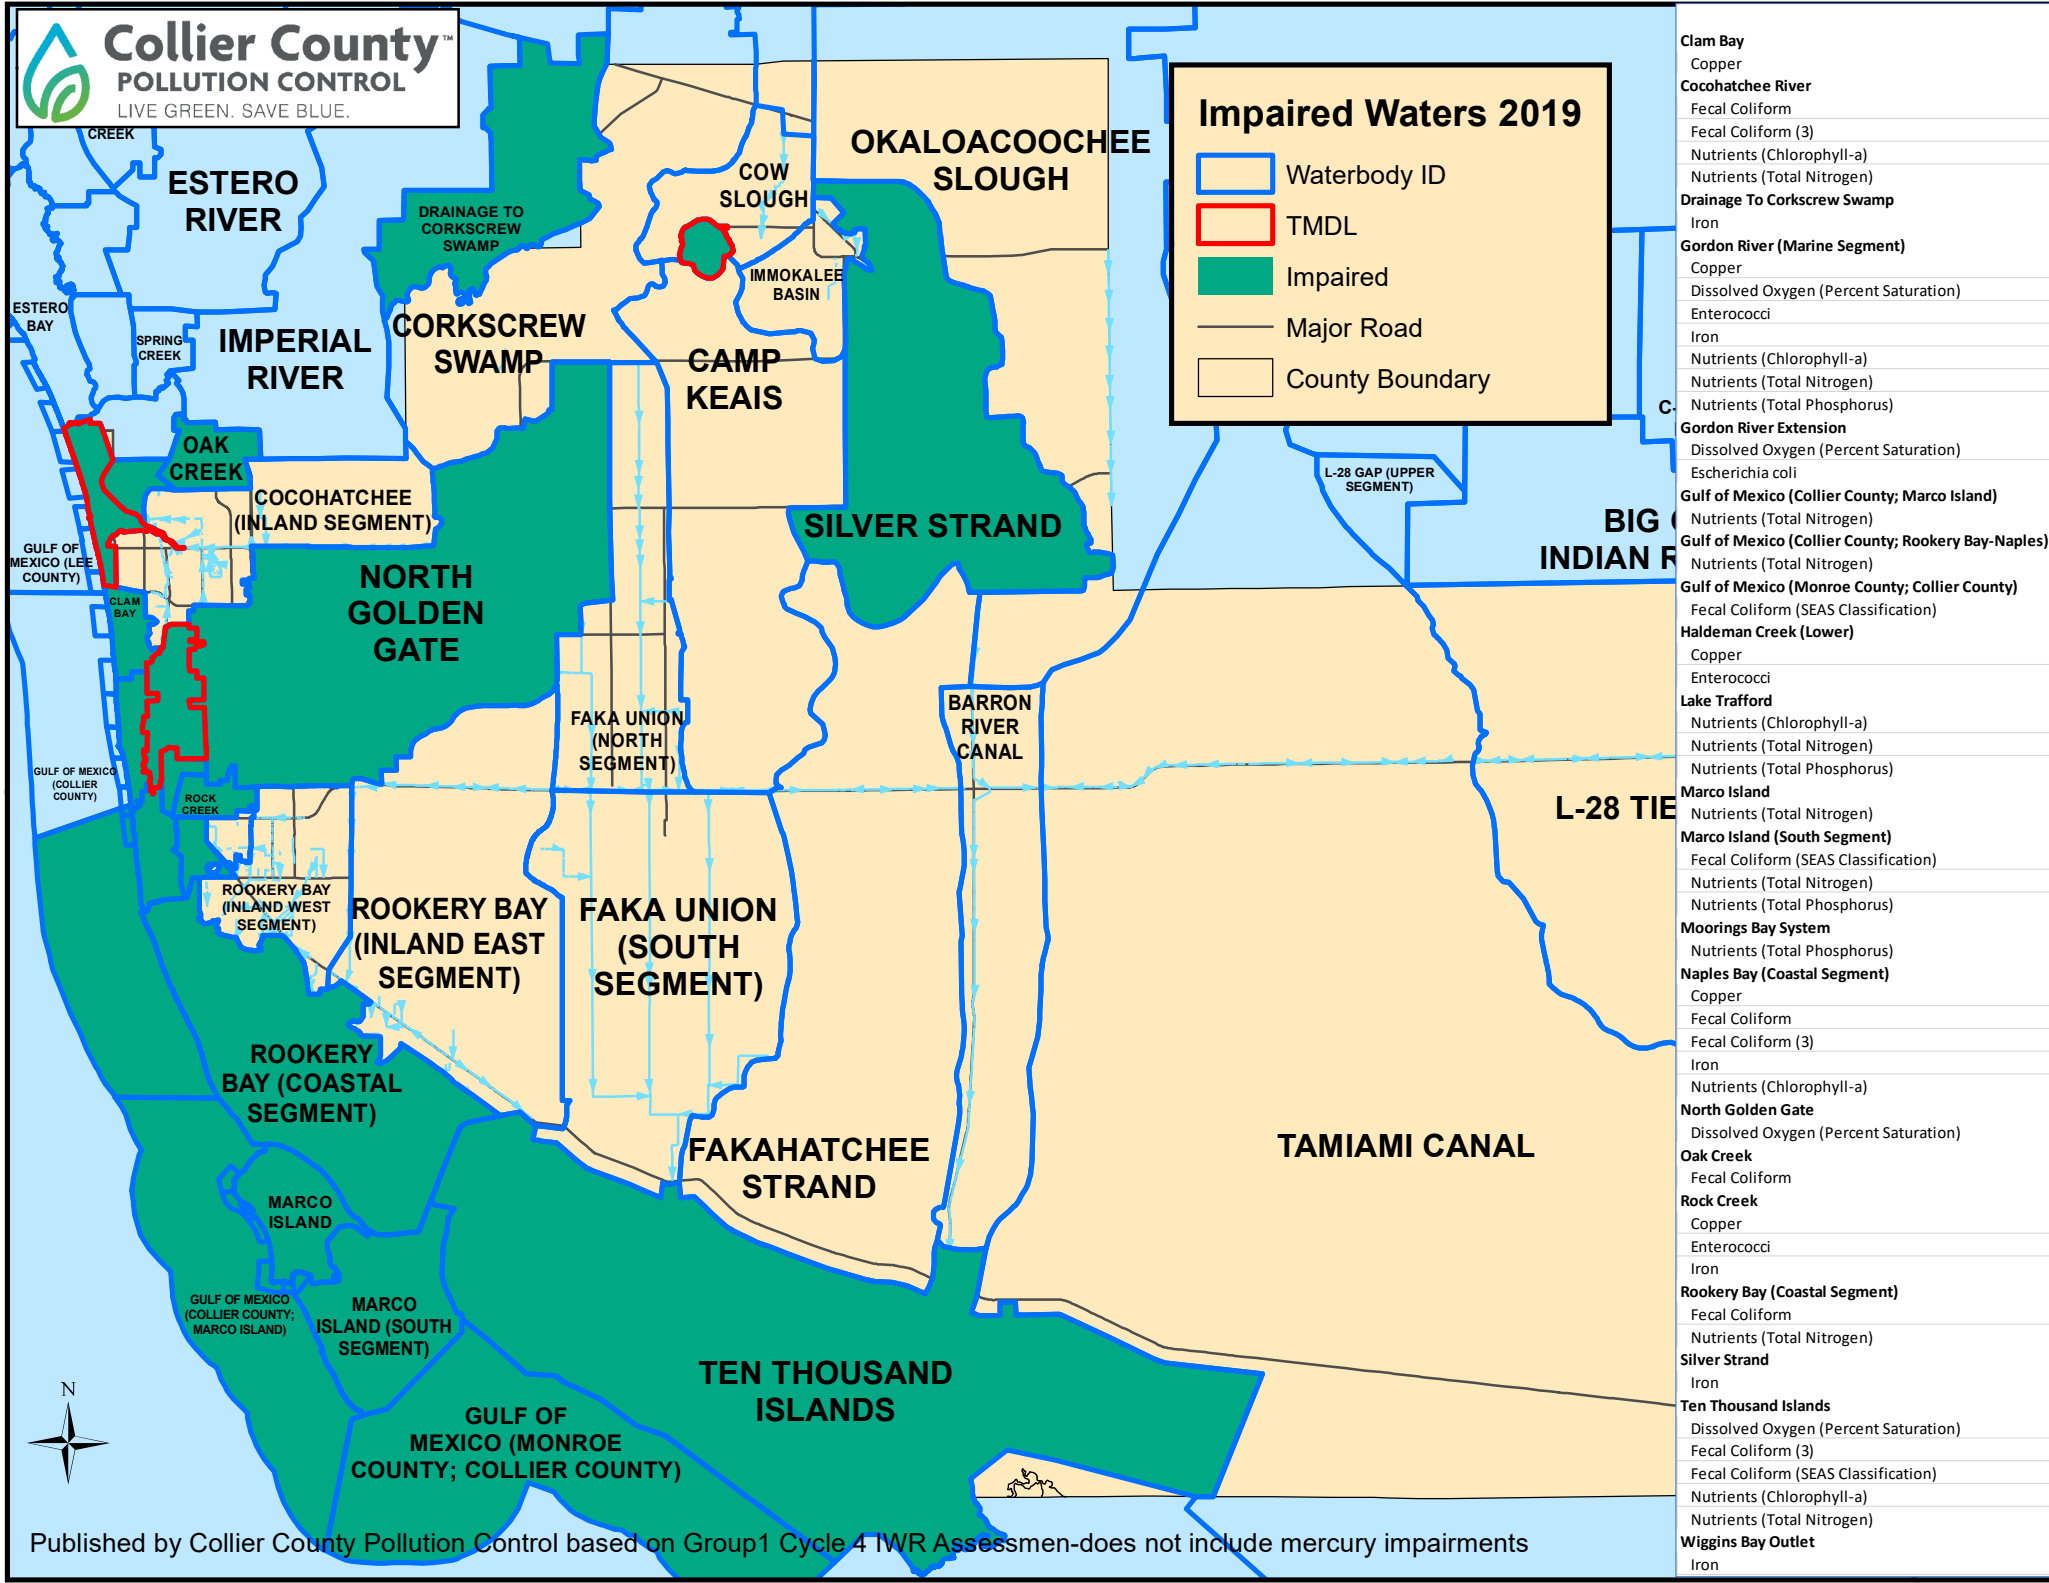 Collier County™
POLLUTION CONTROL
LIVE GREEN. SAVE BLUE.
CREEK
ESTERO
RIVER
DRAINAGE TO
CORKSCREW
SWAMP
COW
SLOUGH
OKALOACOOCHEE
SLOUGH
IMMOKALEE
BASIN
ESTERO
BAY
SPRING
CREEK
IMPERIAL
RIVER
CORKSCREW
SWAMP
CAMP
KEAIS
OAK
CREEK
COCOHATCHEE
(INLAND SEGMENT)
SILVER STRAND
GULF OF
MEXICO (LEE
COUNTY)
CLAM
BAY
NORTH
GOLDEN
GATE
FAKA UNION
(NORTH
SEGMENT)
BARRON
RIVER
CANAL
GULF OF MEXICO
(COLLIER
COUNTY)
ROCK
CREEK
ROOKERY BAY
(INLAND WEST
SEGMENT)
ROOKERY BAY
(INLAND EAST
SEGMENT)
FAKA UNION
(SOUTH
SEGMENT)
ROOKERY
BAY (COASTAL
SEGMENT)
FAKAHATCHEE
STRAND
TAMIAMI CANAL
MARCO
ISLAND
GULF OF MEXICO
(COLLIER COUNTY;
MARCO ISLAND)
MARCO
ISLAND (SOUTH
SEGMENT)
TEN THOUSAND
ISLANDS
GULF OF
MEXICO (MONROE
COUNTY; COLLIER COUNTY)
L-28 GAP (UPPER
SEGMENT)
C-
BIG
INDIAN R
L-28 TIE
N
Published by Collier County Pollution Control based on Group1 Cycle 4 IWR Assessmen-does not include mercury impairments
Impaired Waters 2019
Waterbody ID
TMDL
Impaired
Major Road
County Boundary
Clam Bay
Copper
Cocohatchee River
Fecal Coliform
Fecal Coliform (3)
Nutrients (Chlorophyll-a)
Nutrients (Total Nitrogen)
Drainage To Corkscrew Swamp
Iron
Gordon River (Marine Segment)
Copper
Dissolved Oxygen (Percent Saturation)
Enterococci
Iron
Nutrients (Chlorophyll-a)
Nutrients (Total Nitrogen)
Nutrients (Total Phosphorus)
Gordon River Extension
Dissolved Oxygen (Percent Saturation)
Escherichia coli
Gulf of Mexico (Collier County; Marco Island)
Nutrients (Total Nitrogen)
Gulf of Mexico (Collier County; Rookery Bay-Naples)
Nutrients (Total Nitrogen)
Gulf of Mexico (Monroe County; Collier County)
Fecal Coliform (SEAS Classification)
Haldeman Creek (Lower)
Copper
Enterococci
Lake Trafford
Nutrients (Chlorophyll-a)
Nutrients (Total Nitrogen)
Nutrients (Total Phosphorus)
Marco Island
Nutrients (Total Nitrogen)
Marco Island (South Segment)
Fecal Coliform (SEAS Classification)
Nutrients (Total Nitrogen)
Nutrients (Total Phosphorus)
Moorings Bay System
Nutrients (Total Phosphorus)
Naples Bay (Coastal Segment)
Copper
Fecal Coliform
Fecal Coliform (3)
Iron
Nutrients (Chlorophyll-a)
North Golden Gate
Dissolved Oxygen (Percent Saturation)
Oak Creek
Fecal Coliform
Rock Creek
Copper
Enterococci
Iron
Rookery Bay (Coastal Segment)
Fecal Coliform
Nutrients (Total Nitrogen)
Silver Strand
Iron
Ten Thousand Islands
Dissolved Oxygen (Percent Saturation)
Fecal Coliform (3)
Fecal Coliform (SEAS Classification)
Nutrients (Chlorophyll-a)
Nutrients (Total Nitrogen)
Wiggins Bay Outlet
Iron